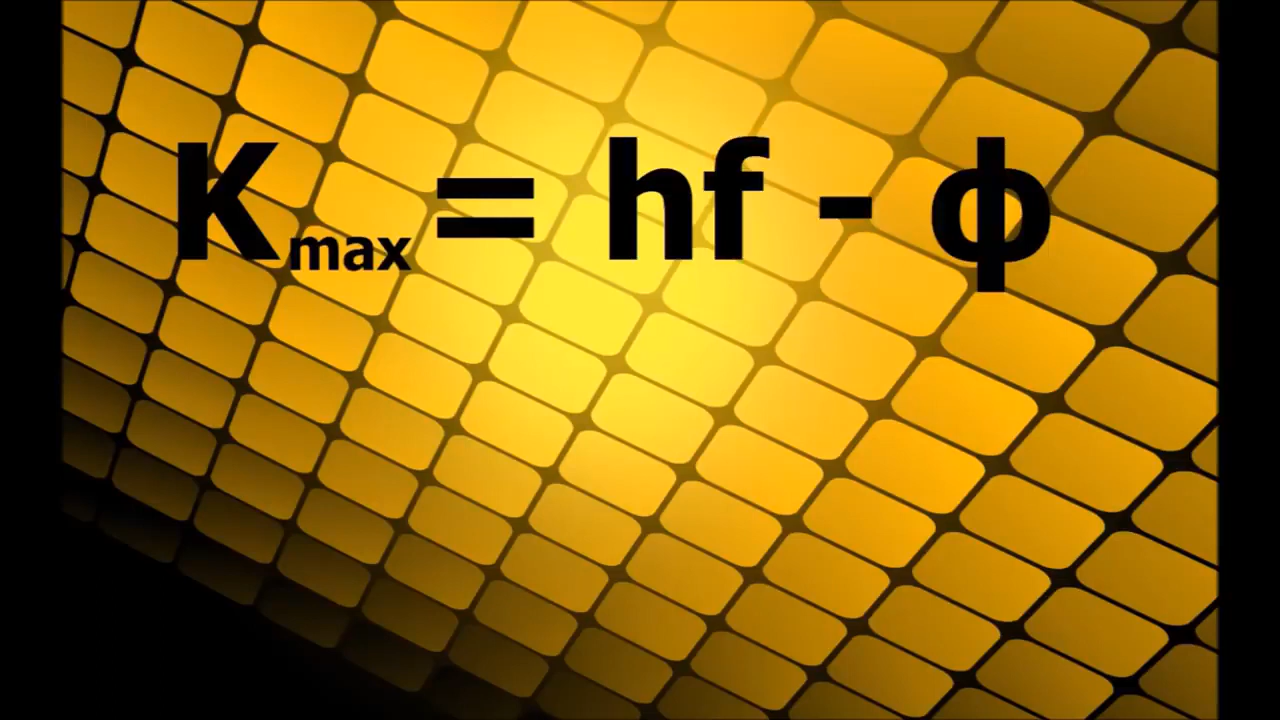 Kmax = hf - ф